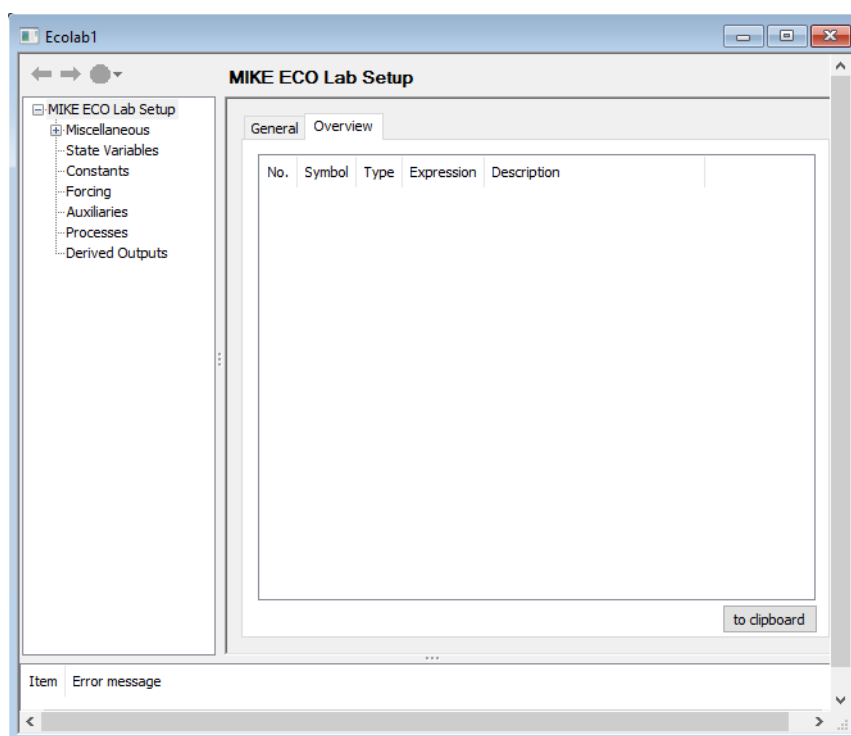 Ecolab1
MIKE ECO Lab Setup
MIKE ECO Lab Setup
Miscellaneous
State Variables
Constants
Forcing
Auxiliaries
Processes
Derived Outputs
General Overview
No. Symbol Type Expression Description
to clipboard
Item Error message